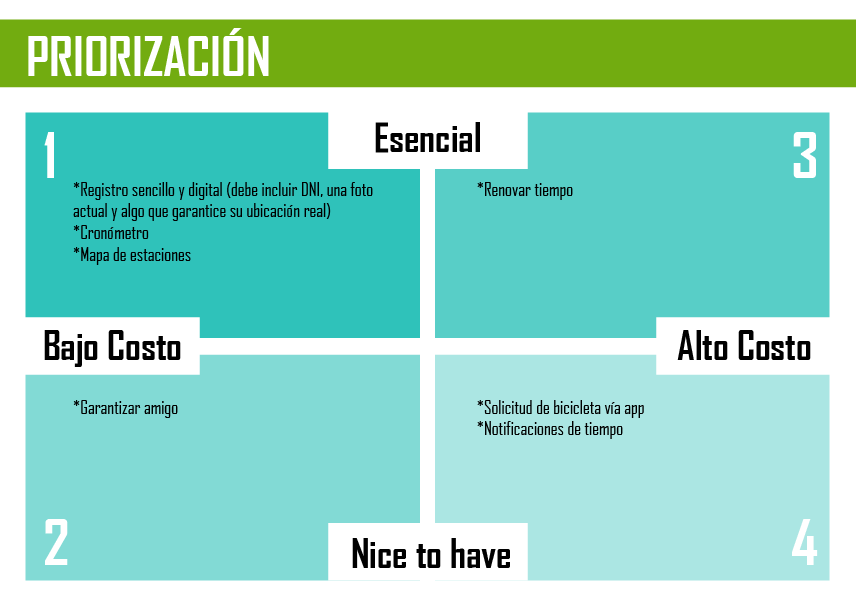 PRIORIZACIÓN
Esencial
1
*Registro sencillo y digital (debe incluir DNI, una foto
actual y algo que garantice su ubicación real)
*Cronómetro
*Mapa de estaciones
3
*Renovar tiempo
Bajo Costo
Alto Costo
*Garantizar amigo
2
*Solicitud de bicicleta vía app
*Notificaciones de tiempo
4
Nice to have